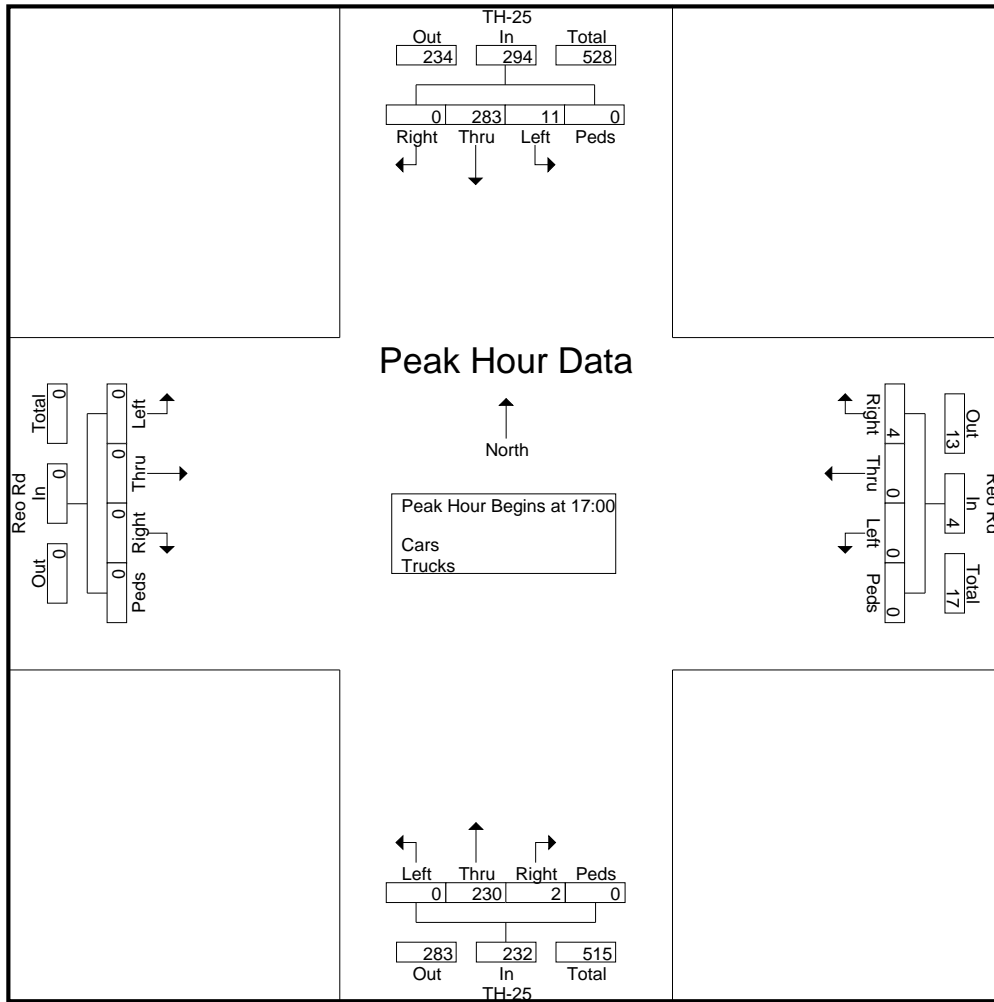 TH-25
Out In Total
234 294 528
0 283 11 0
Right Thru Left Peds
Peak Hour Data
North
Peak Hour Begins at 17:00
Cars
Trucks
Reo Rd
Total In Out
0 0 0
0 0 0 0
Left Thru Right Peds
Right Thru Left Peds
4 0 0 0
13 4 17
Out In Total
Reo Rd
Left Thru Right Peds
0 230 2 0
283 232 515
Out In Total
TH-25